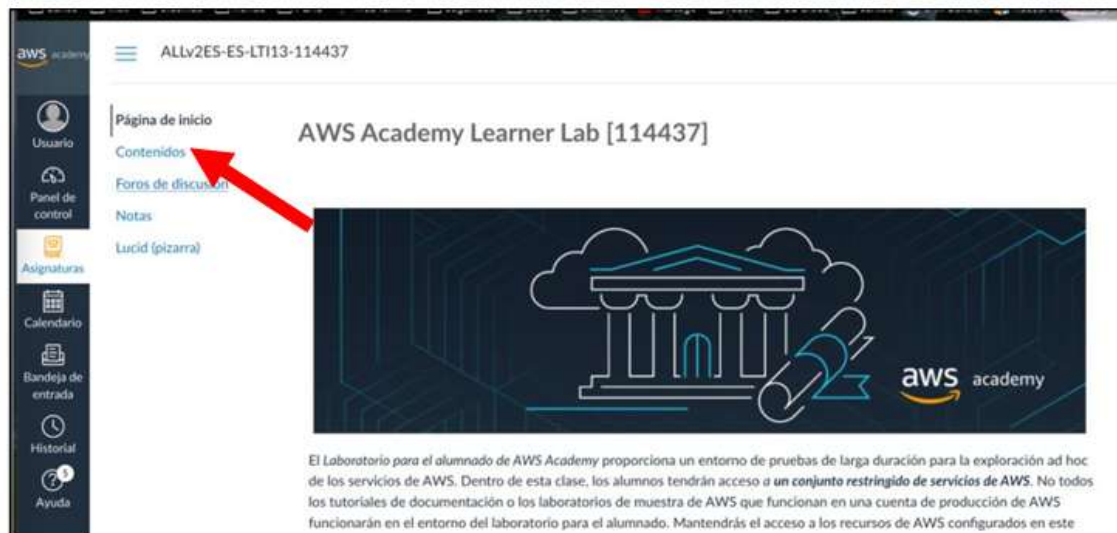 aws academy
ALLv2ES-ES-LTI13-114437
Usuario
Panel de
control
Asignaturas
Calendario
Bandeja de
entrada
Historial
5
Ayuda
Página de inicio
Contenidos
Foros de discusión
Notas
Lucid (pizarra)
AWS Academy Learner Lab [114437]
aws academy
El Laboratorio para el alumnado de AWS Academy proporciona un entorno de pruebas de larga duración para la exploración ad hoc
de los servicios de AWS. Dentro de esta clase, los alumnos tendrán acceso a un conjunto restringido de servicios de AWS. No todos
los tutoriales de documentación o los laboratorios de muestra de AWS que funcionan en una cuenta de producción de AWS
funcionarán en el entorno del laboratorio para el alumnado. Mantendrás el acceso a los recursos de AWS configurados en este